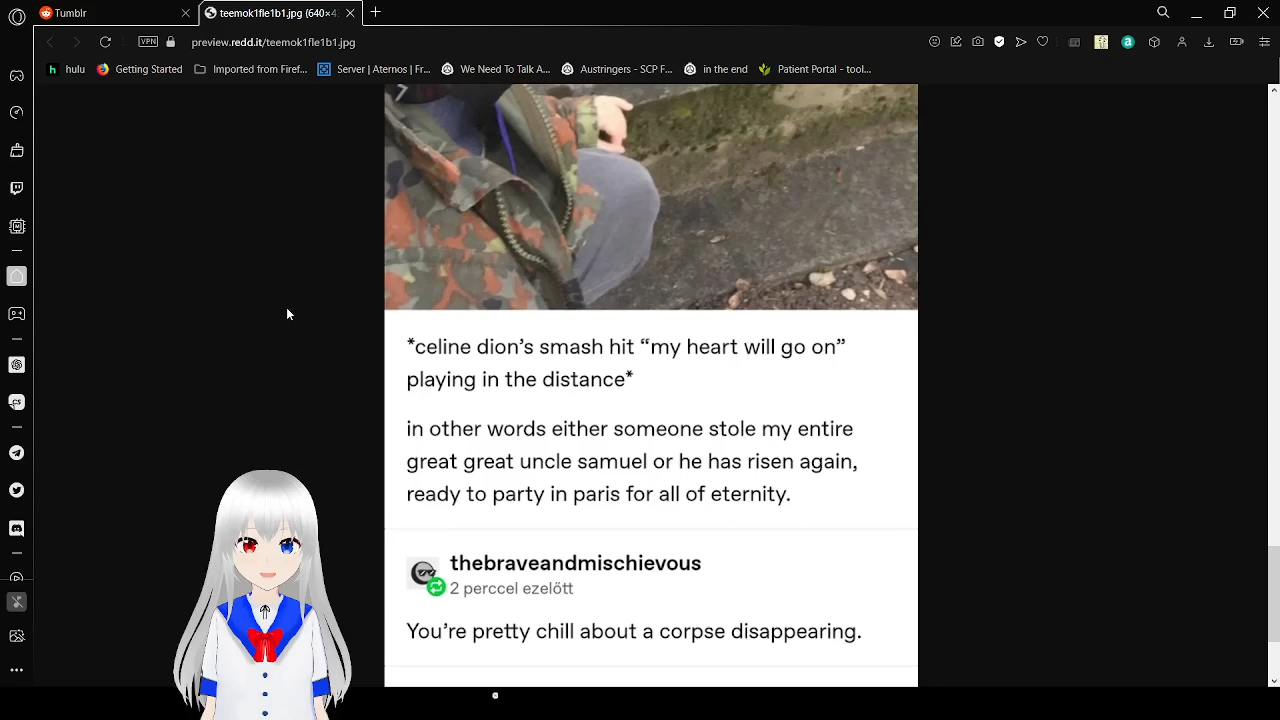 Tumblr
teemok1fle1b1.jpg (640×4
VPN
preview.redd.it/teemok1fle1b1.jpg
hulu
Getting Started
Imported from Firef...
Server | Aternos | Fr...
We Need To Talk A...
Austringers - SCP F...
in the end
Patient Portal - tool...
*celine dion's smash hit “my heart will go on”
playing in the distance*
in other words either someone stole my entire
great great uncle samuel or he has risen again,
ready to party in paris for all of eternity.
thebraveandmischievous
2 perccel ezelőtt
You're pretty chill about a corpse disappearing.